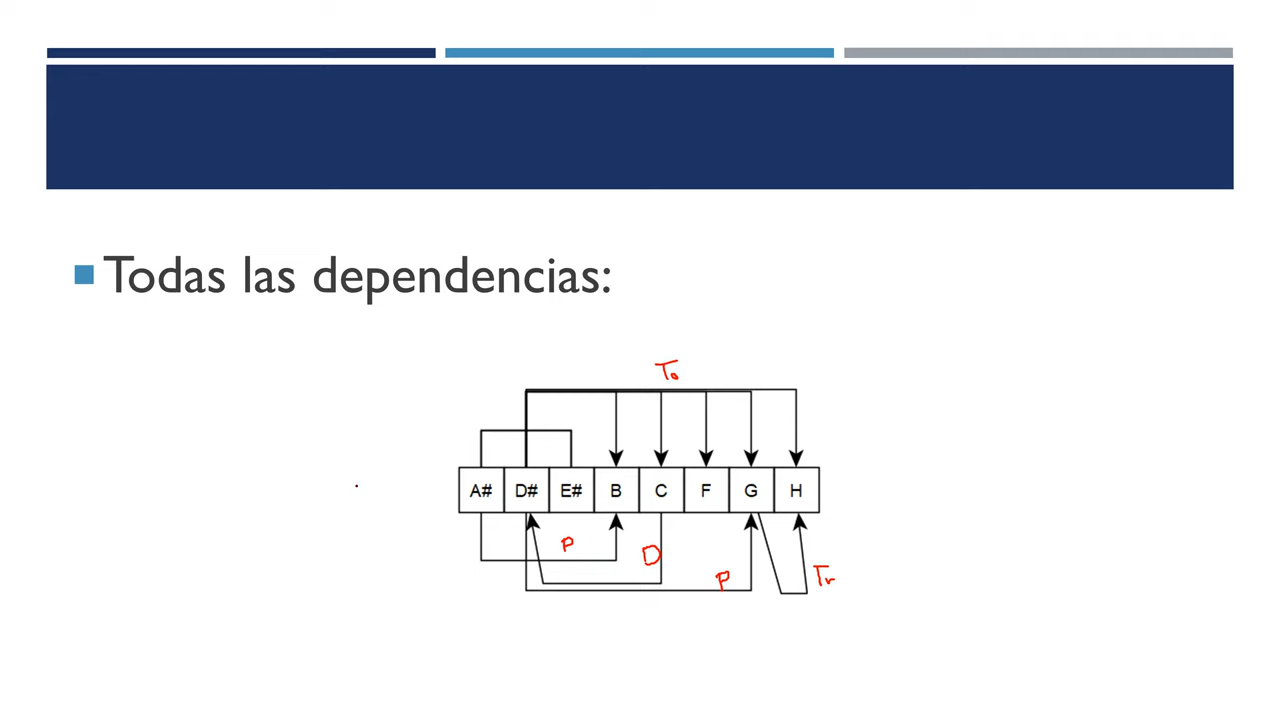 Todas las dependencias:
To
A# D# E# B C F G H
P D P Tr